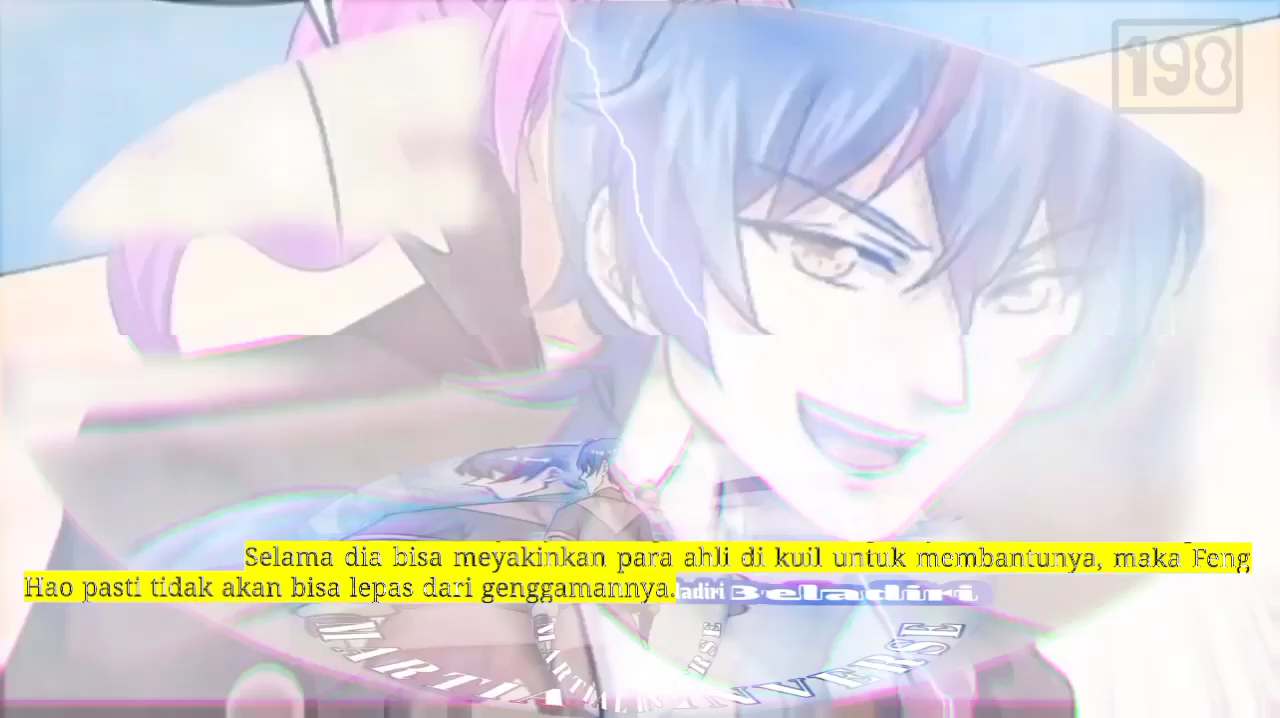 198
Selama dia bisa meyakinkan para ahli di kuil untuk membantunya, maka Feng
Hao pasti tidak akan bisa lepas dari genggamannya.
Beladiri
MARTIAL